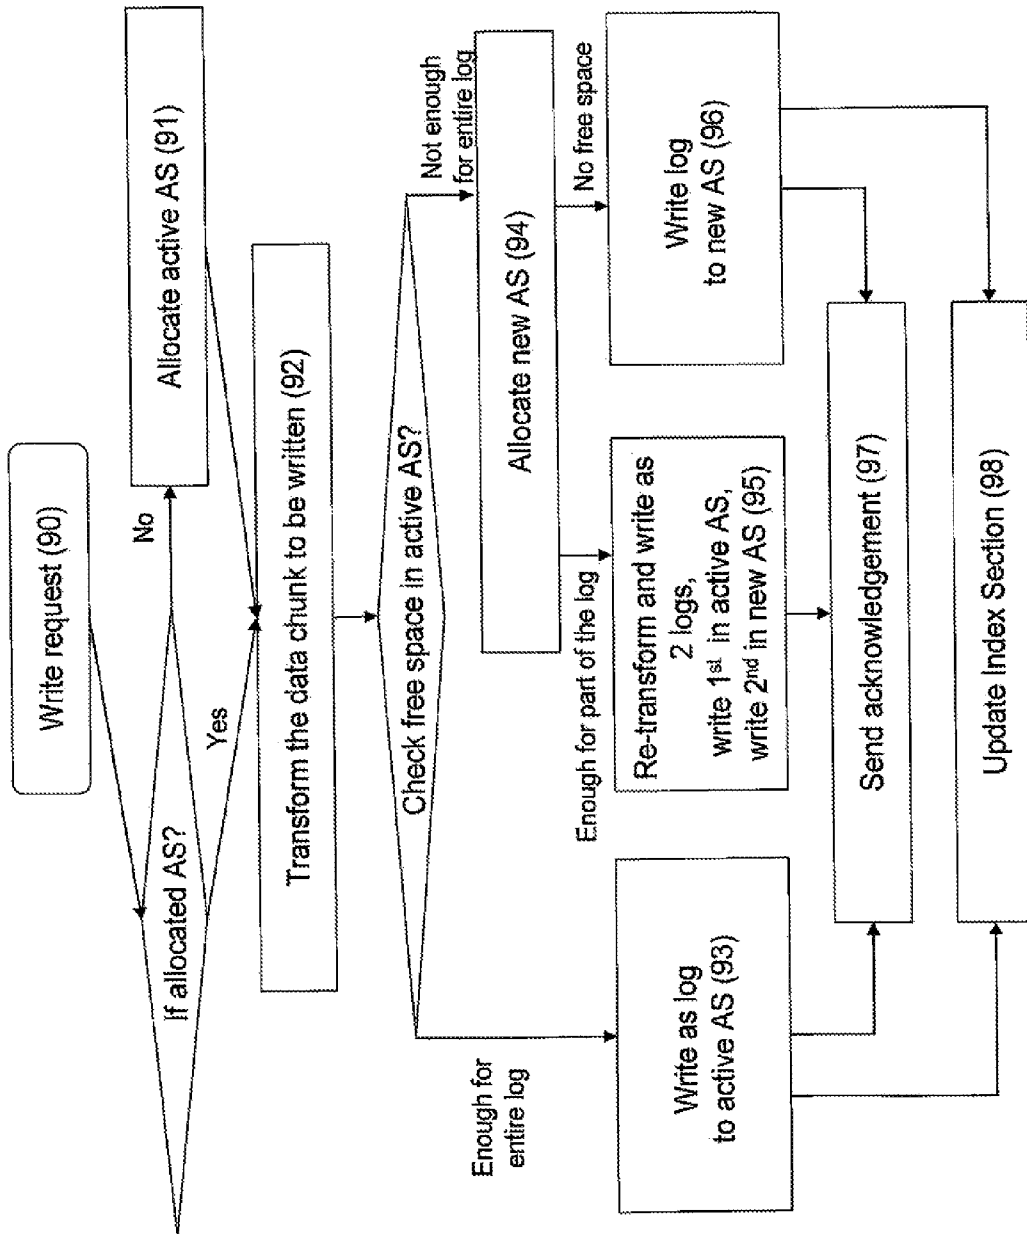 Write request (90)
If allocated AS?
No
Yes
Allocate active AS (91)
Transform the data chunk to be written (92)
Check free space in active AS?
Enough for
entire log
Not enough
for entire log
Allocate new AS (94)
Enough for part of the log
No free space
Write as log
to active AS (93)
Re-transform and write as
2 logs,
write 1st in active AS,
write 2nd in new AS (95)
Write log
to new AS (96)
Send acknowledgement (97)
Update Index Section (98)